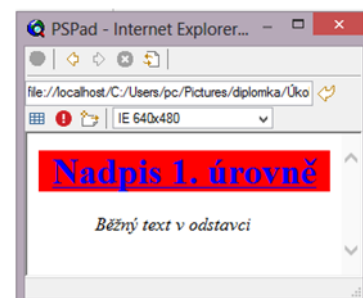 PSPad - Internet Explorer...
file://localhost/C:/Users/pc/Pictures/diplomka/Úko
IE 640x480
Nadpis 1. úrovně
Běžný text v odstavci